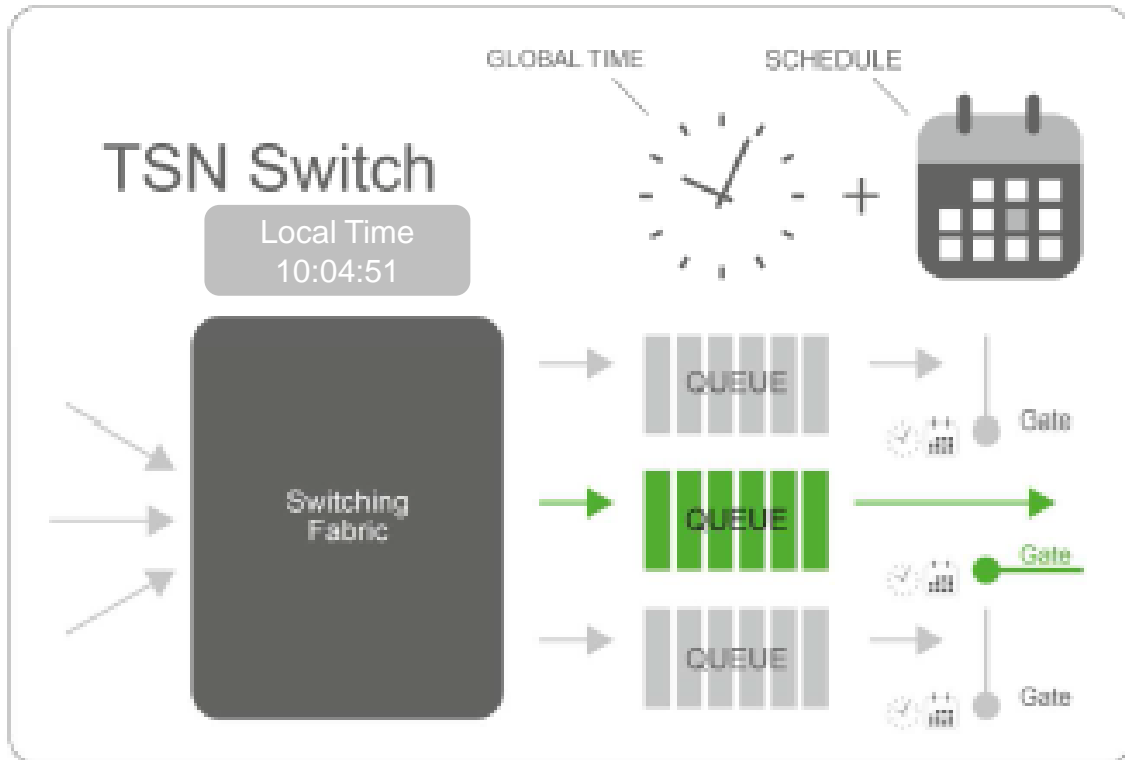 GLOBAL TIME
SCHEDULE
TSN Switch
Local Time
10:04:51
QUEUE
Gate
Switching
Fabric
QUEUE
Gate
QUEUE
Gate